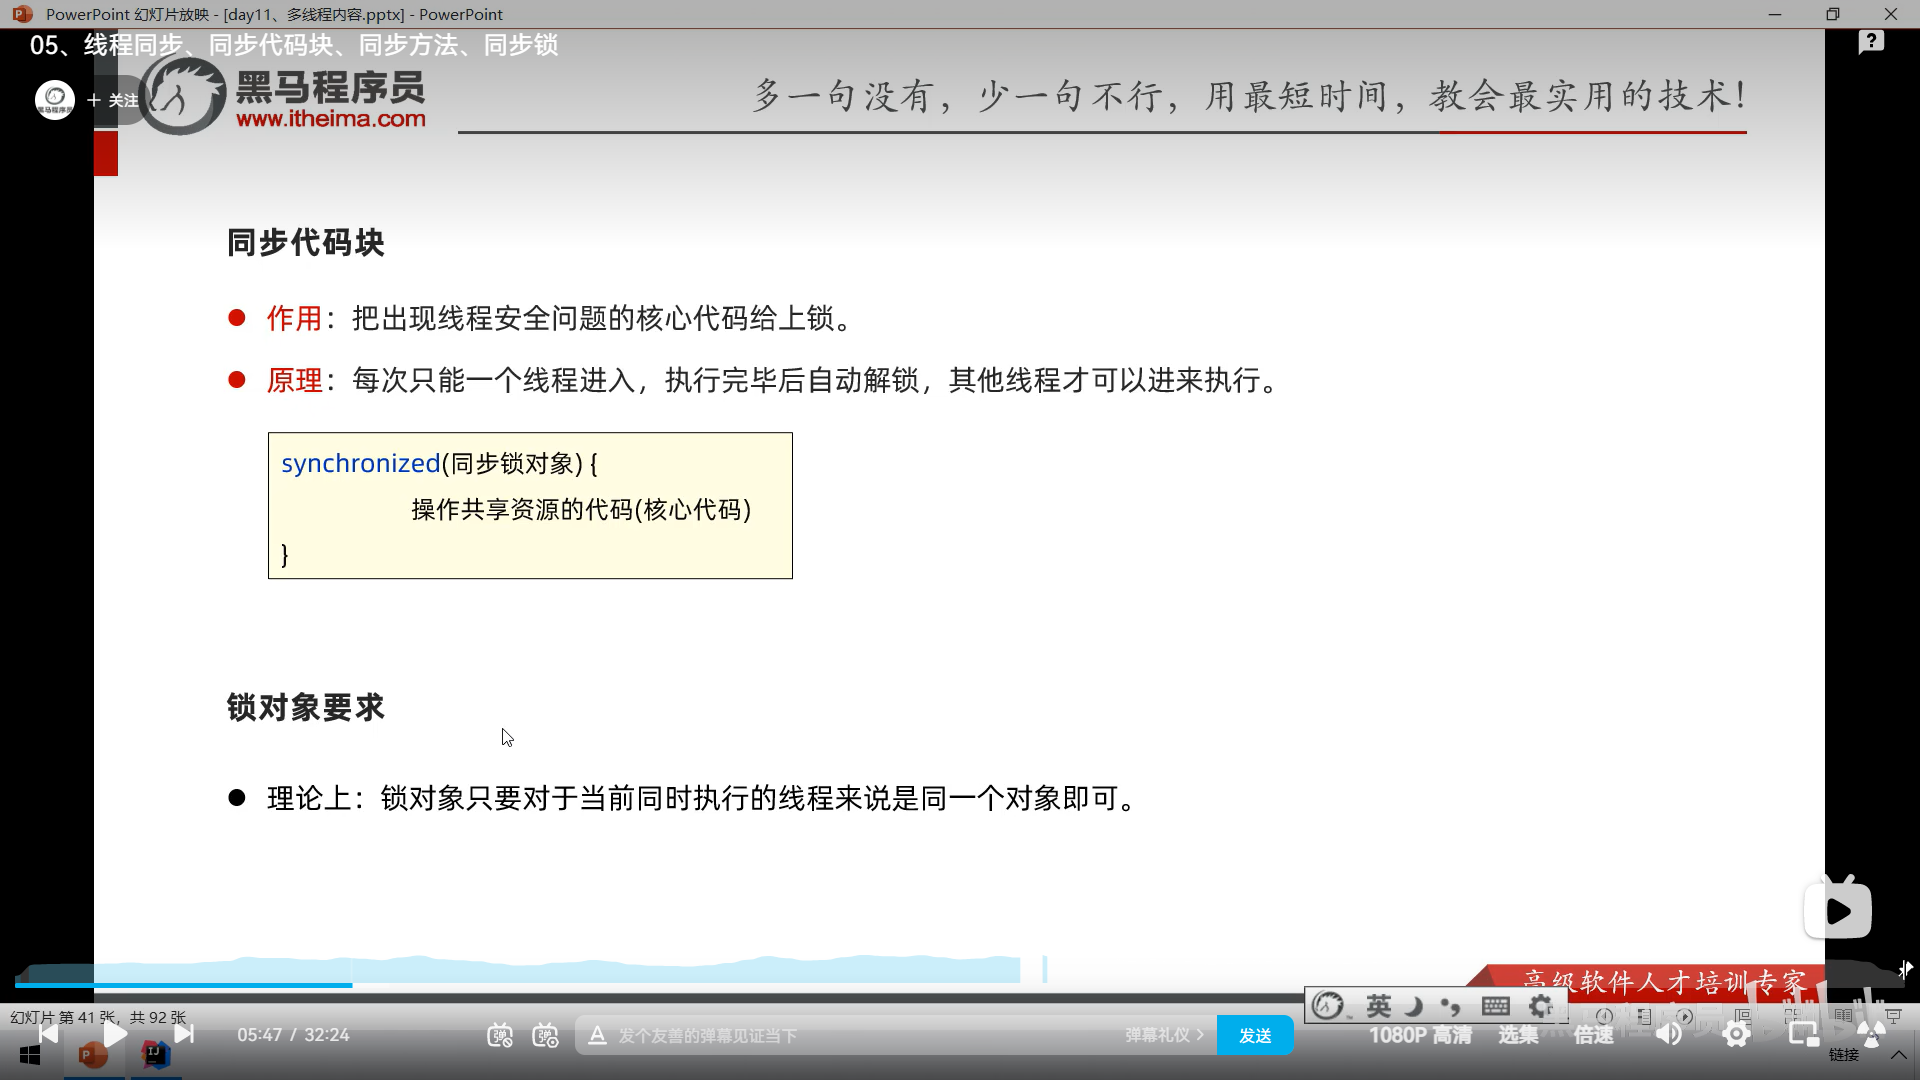 PowerPoint 幻灯片放映 - [day11、多线程内容.pptx] - PowerPoint
05、线程同步、同步代码块、同步方法、同步锁
+ 关注
黑马程序员
www.itheima.com
多一句没有，少一句不行，用最短时间，教会最实用的技术！
同步代码块
作用：把出现线程安全问题的核心代码给上锁。
原理：每次只能一个线程进入，执行完毕后自动解锁，其他线程才可以进来执行。
synchronized(同步锁对象) {
操作共享资源的代码(核心代码)
}
锁对象要求
理论上：锁对象只要对于当前同时执行的线程来说是同一个对象即可。
高级软件人才培训专家
英
幻灯片 第 41 张，共 92 张
05:47 / 32:24
发个友善的弹幕见证当下
弹幕礼仪 >
发送
1080P 高清
选集
倍速
链接